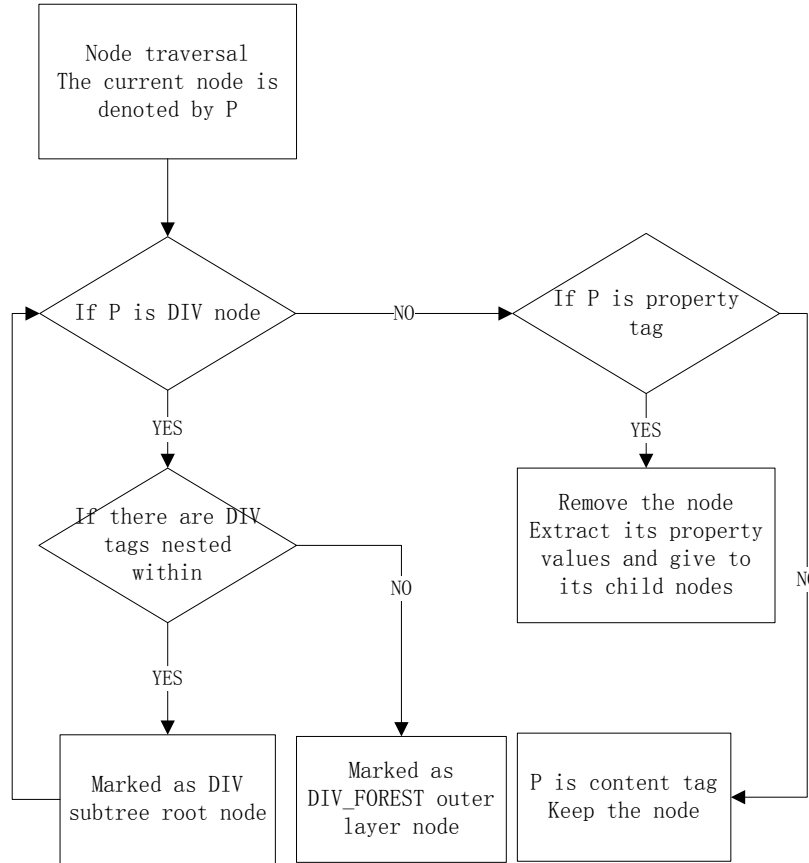 Node traversal
The current node is
denoted by P
If P is DIV node
NO
If P is property
tag
YES
YES
If there are DIV
tags nested
within
Remove the node
Extract its property
values and give to
its child nodes
NO
NO
YES
Marked as DIV
subtree root node
Marked as
DIV_FOREST outer
layer node
P is content tag
Keep the node